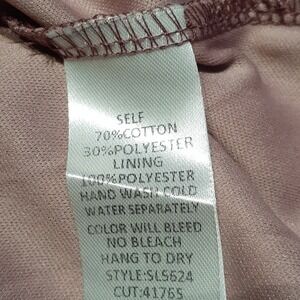 SELF
70%COTTON
30%POLYESTER
LINING
100%POLYESTER
HAND WASH COLD
WATER SEPARATELY
COLOR WILL BLEED
NO BLEACH
HANG TO DRY
STYLE:SL5624
CUT:41765